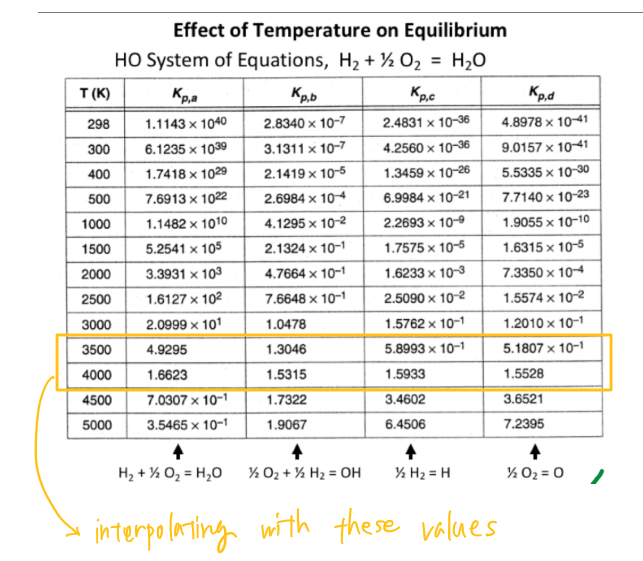 Effect of Temperature on Equilibrium
HO System of Equations, H₂ + ½ O₂ = H₂O
T (K) Kp,a Kp,b Kp,c Kp,d
298 1.1143 × 10⁴⁰ 2.8340 × 10⁻⁷ 2.4831 × 10⁻³⁶ 4.8978 × 10⁻⁴¹
300 6.1235 × 10³⁹ 3.1311 × 10⁻⁷ 4.2560 × 10⁻³⁶ 9.0157 × 10⁻⁴¹
400 1.7418 × 10²⁹ 2.1419 × 10⁻⁵ 1.3459 × 10⁻²⁶ 5.5335 × 10⁻³⁰
500 7.6913 × 10²² 2.6984 × 10⁻⁴ 6.9984 × 10⁻²¹ 7.7140 × 10⁻²³
1000 1.1482 × 10¹⁰ 4.1295 × 10⁻² 2.2693 × 10⁻⁹ 1.9055 × 10⁻¹⁰
1500 5.2541 × 10⁵ 2.1324 × 10⁻¹ 1.7575 × 10⁻⁵ 1.6315 × 10⁻⁵
2000 3.3931 × 10³ 4.7664 × 10⁻¹ 1.6233 × 10⁻³ 7.3350 × 10⁻⁴
2500 1.6127 × 10² 7.6648 × 10⁻¹ 2.5090 × 10⁻² 1.5574 × 10⁻²
3000 2.0999 × 10¹ 1.0478 1.5762 × 10⁻¹ 1.2010 × 10⁻¹
3500 4.9295 1.3046 5.8993 × 10⁻¹ 5.1807 × 10⁻¹
4000 1.6623 1.5315 1.5933 1.5528
4500 7.0307 × 10⁻¹ 1.7322 3.4602 3.6521
5000 3.5465 × 10⁻¹ 1.9067 6.4506 7.2395
H₂ + ½ O₂ = H₂O ½ O₂ + ½ H₂ = OH ½ H₂ = H ½ O₂ = O
interpolating with these values